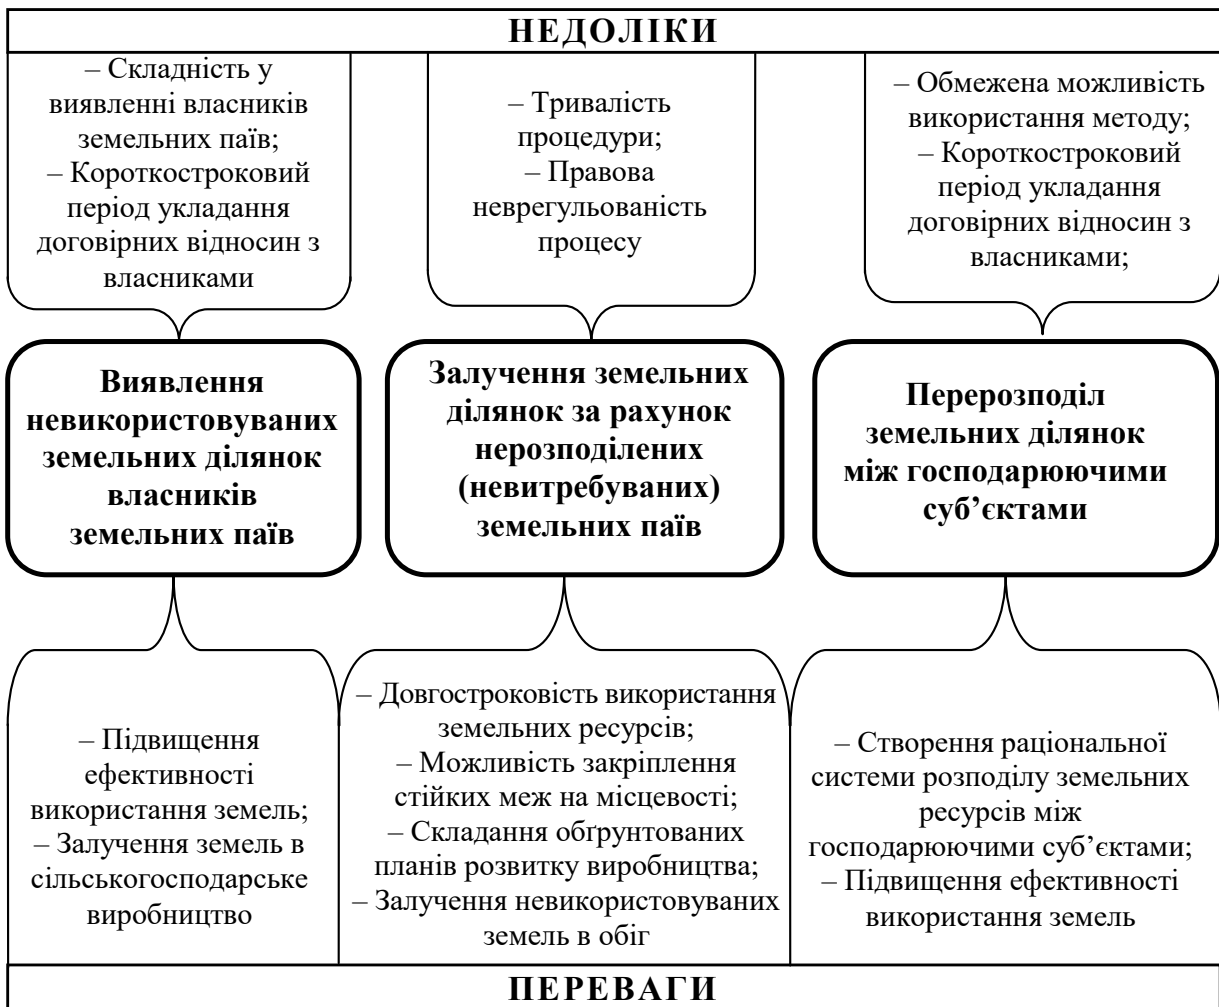 НЕДОЛІКИ
– Складність у
виявленні власників
земельних паїв;
– Короткостроковий
період укладання
договірних відносин з
власниками
– Тривалість
процедури;
– Правова
неврегульованість
процесу
– Обмежена можливість
використання методу;
– Короткостроковий
період укладання
договірних відносин з
власниками;
Виявлення
невикористовуваних
земельних ділянок
власників
земельних паїв
Залучення земельних
ділянок за рахунок
нерозподілених
(невитребуваних)
земельних паїв
Перерозподіл
земельних ділянок
між господарюючими
суб’єктами
– Підвищення
ефективності
використання земель;
– Залучення земель в
сільськогосподарське
виробництво
– Довгостроковість використання
земельних ресурсів;
– Можливість закріплення
стійких меж на місцевості;
– Складання обґрунтованих
планів розвитку виробництва;
– Залучення невикористовуваних
земель в обіг
– Створення раціональної
системи розподілу земельних
ресурсів між
господарюючими суб’єктами;
– Підвищення ефективності
використання земель
ПЕРЕВАГИ